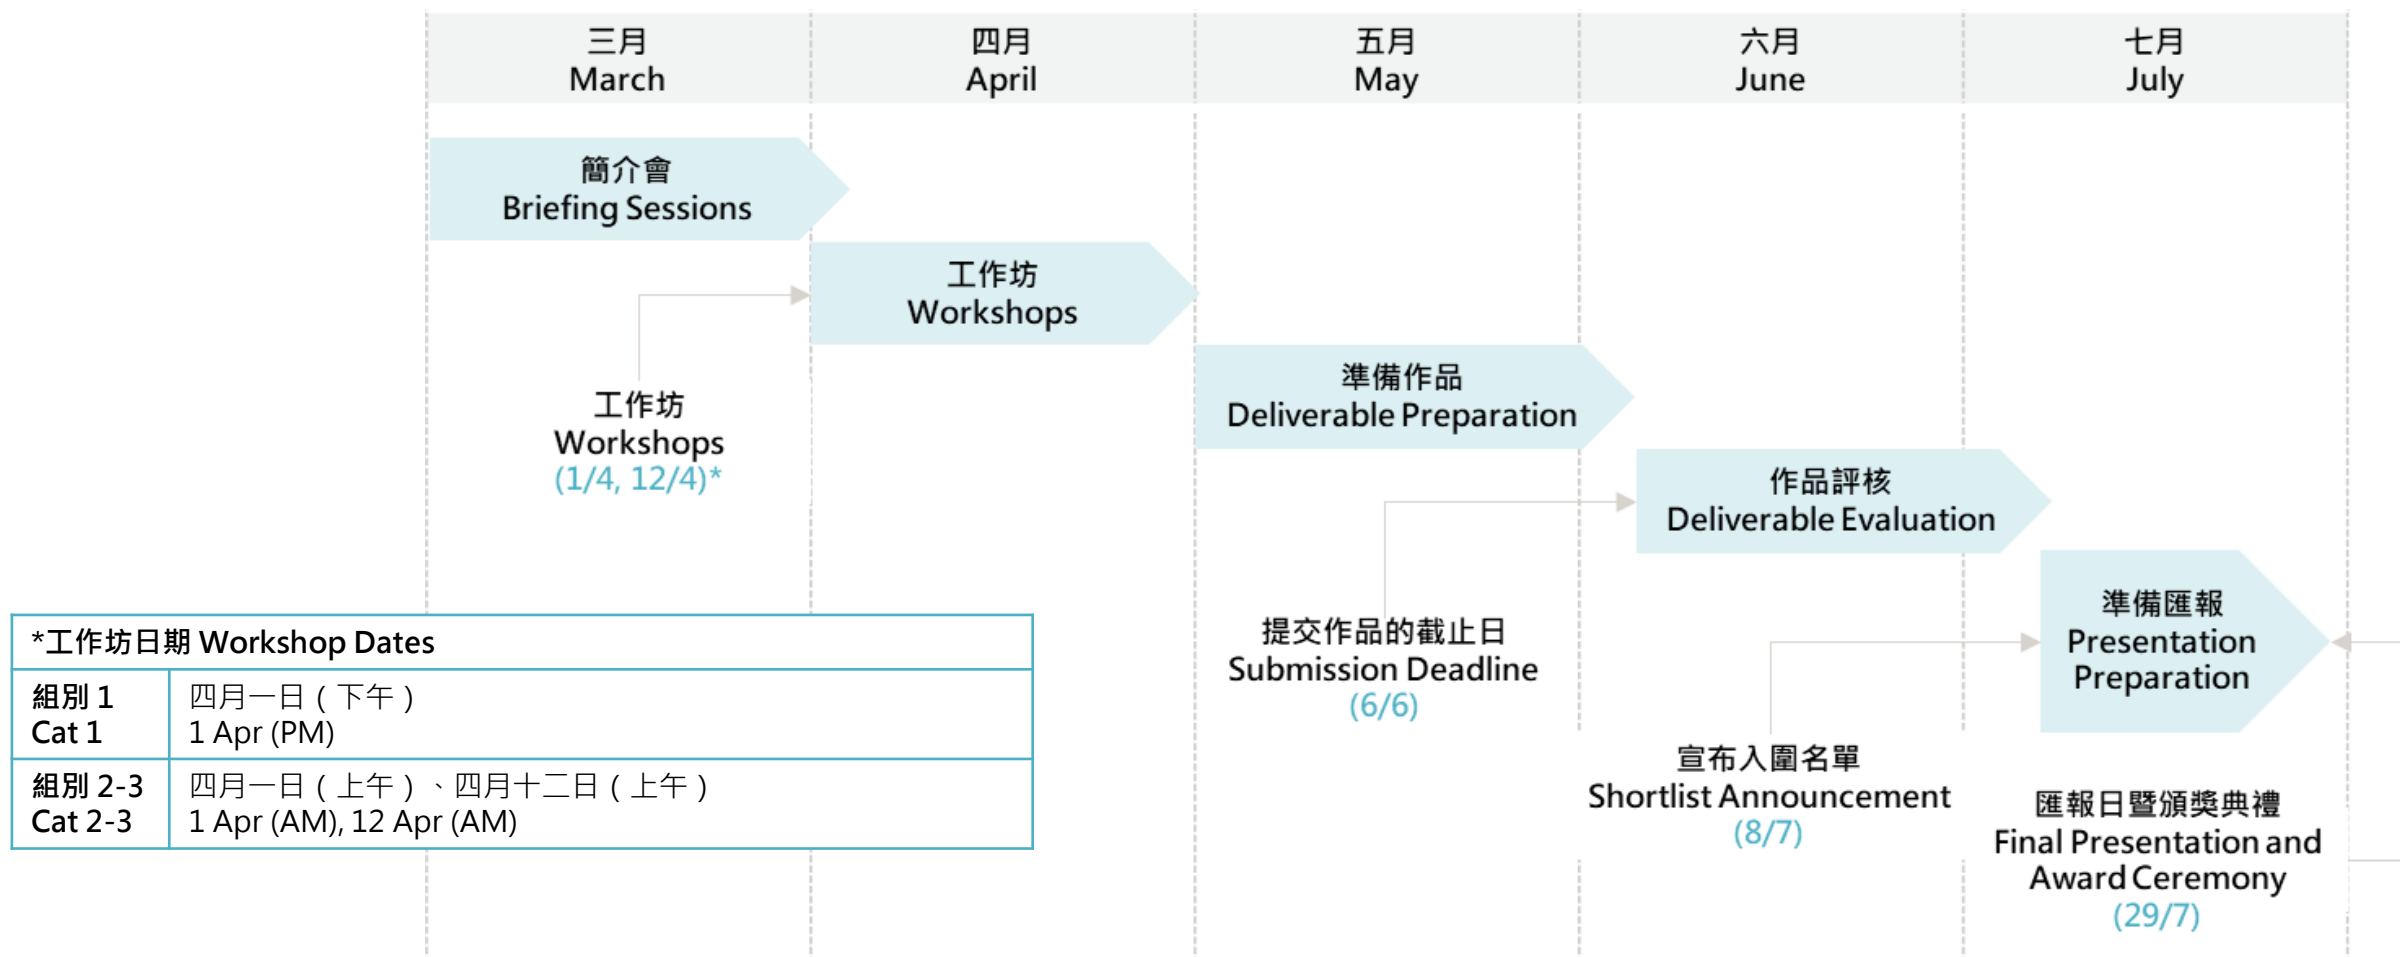 三月
March
四月
April
五月
May
六月
June
七月
July
簡介會
Briefing Sessions
工作坊
Workshops
工作坊
Workshops
(1/4, 12/4)*
準備作品
Deliverable Preparation
作品評核
Deliverable Evaluation
提交作品的截止日
Submission Deadline
(6/6)
準備匯報
Presentation
Preparation
宣布入圍名單
Shortlist Announcement
(8/7)
匯報日暨頒獎典禮
Final Presentation and
Award Ceremony
(29/7)
*工作坊日期 Workshop Dates
組別 1
Cat 1
四月一日（下午）
1 Apr (PM)
組別 2-3
Cat 2-3
四月一日（上午）、四月十二日（上午）
1 Apr (AM), 12 Apr (AM)